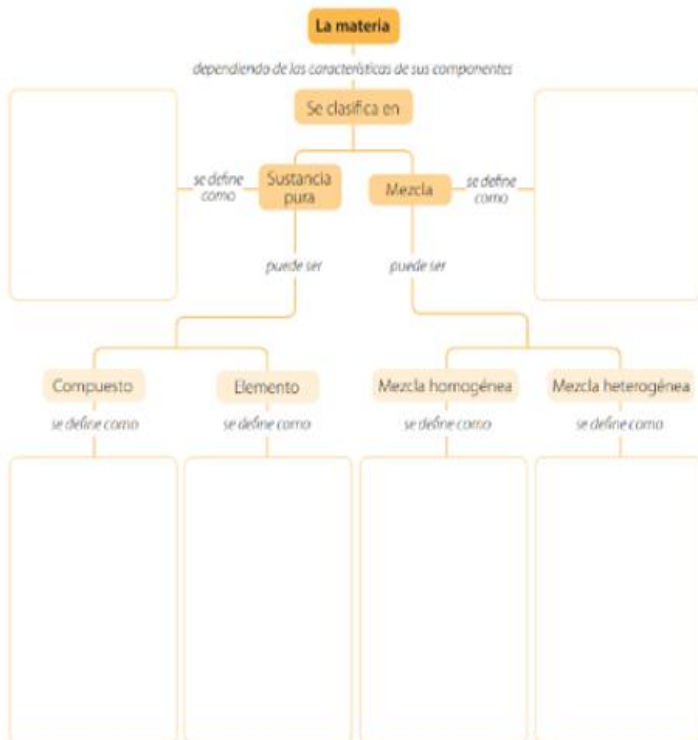 La materia
dependiendo de las características de sus componentes
Se clasifica en
se define
como
Sustancia
pura
Mezcla
se define
como
puede ser
puede ser
Compuesto
Elemento
Mezcla homogénea
Mezcla heterogénea
se define como
se define como
se define como
se define como